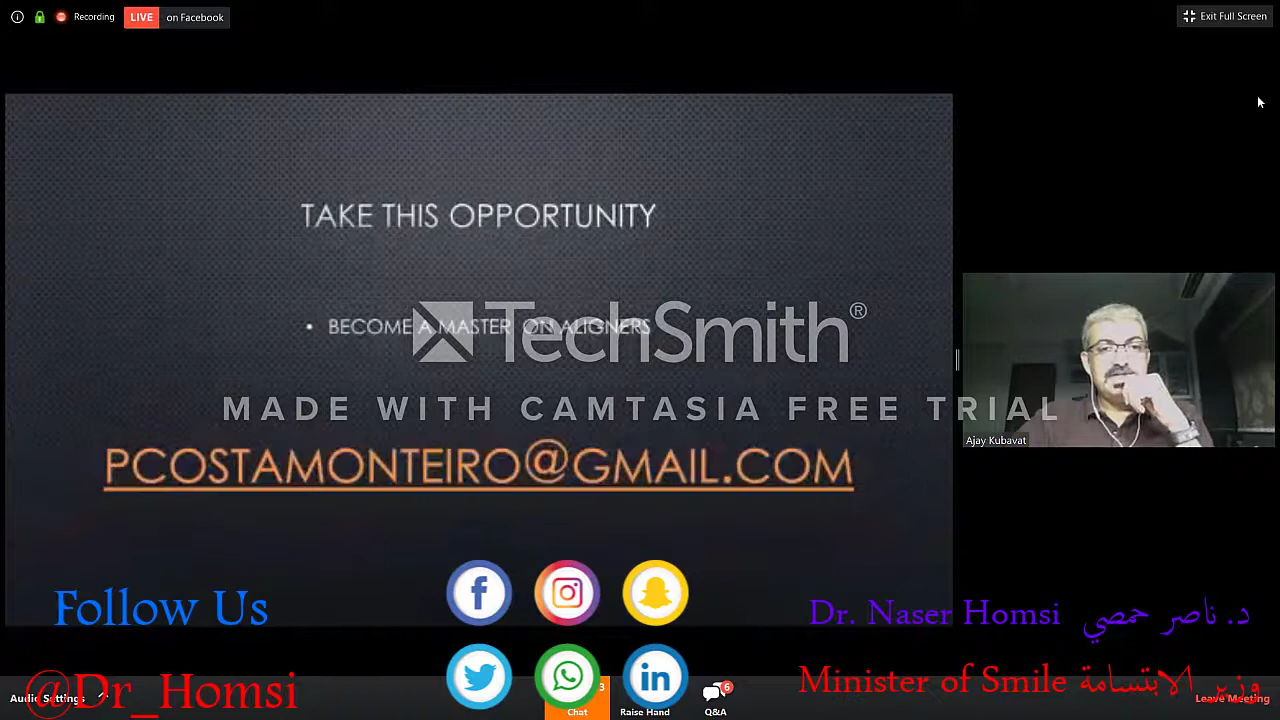 Recording
LIVE on Facebook
Exit Full Screen
TAKE THIS OPPORTUNITY
• BECOME A MASTER ON ALIGNERS
TechSmith®
MADE WITH CAMTASIA FREE TRIAL
Ajay Kubavat
PCOSTAMONTEIRO@GMAIL.COM
Follow Us
Dr. Naser Homsi د. ناصر حمصي
Minister of Smile وزير الابتسامة
@Dr_Homsi
Audio Settings
3
Chat
Raise Hand
6
Q&A
Leave Meeting